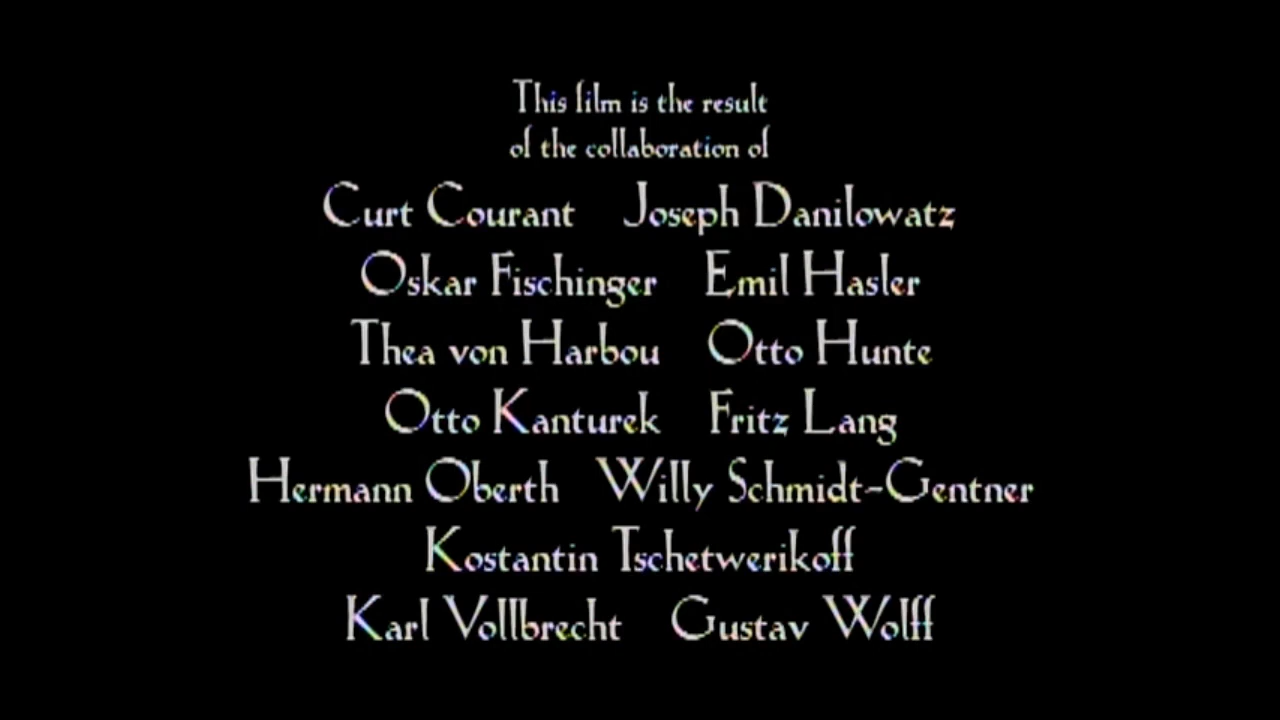 This film is the result
of the collaboration of
Curt Courant Joseph Danilowatz
Oskar Fischinger Emil Hasler
Thea von Harbou Otto Hunte
Otto Kanturek Fritz Lang
Hermann Oberth Willy Schmidt-Gentner
Kostantin Tschetwerikoff
Karl Vollbrecht Gustav Wolff